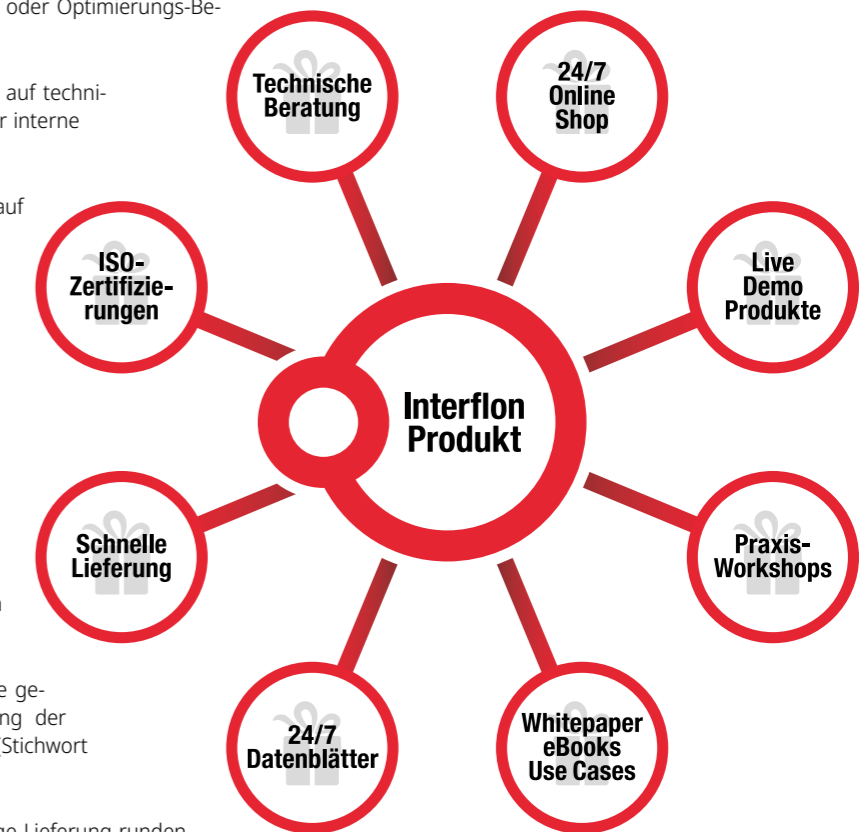 oder Optimierungs-Be-
auf techni-
interne
auf
ge-
der
Stichwort
Lieferung runden
Technische
Beratung
24/7
Online
Shop
ISO-
Zertifizie-
rungen
Live
Demo
Produkte
Interflon
Produkt
Schnelle
Lieferung
Praxis-
Workshops
24/7
Datenblätter
Whitepaper
eBooks
Use Cases